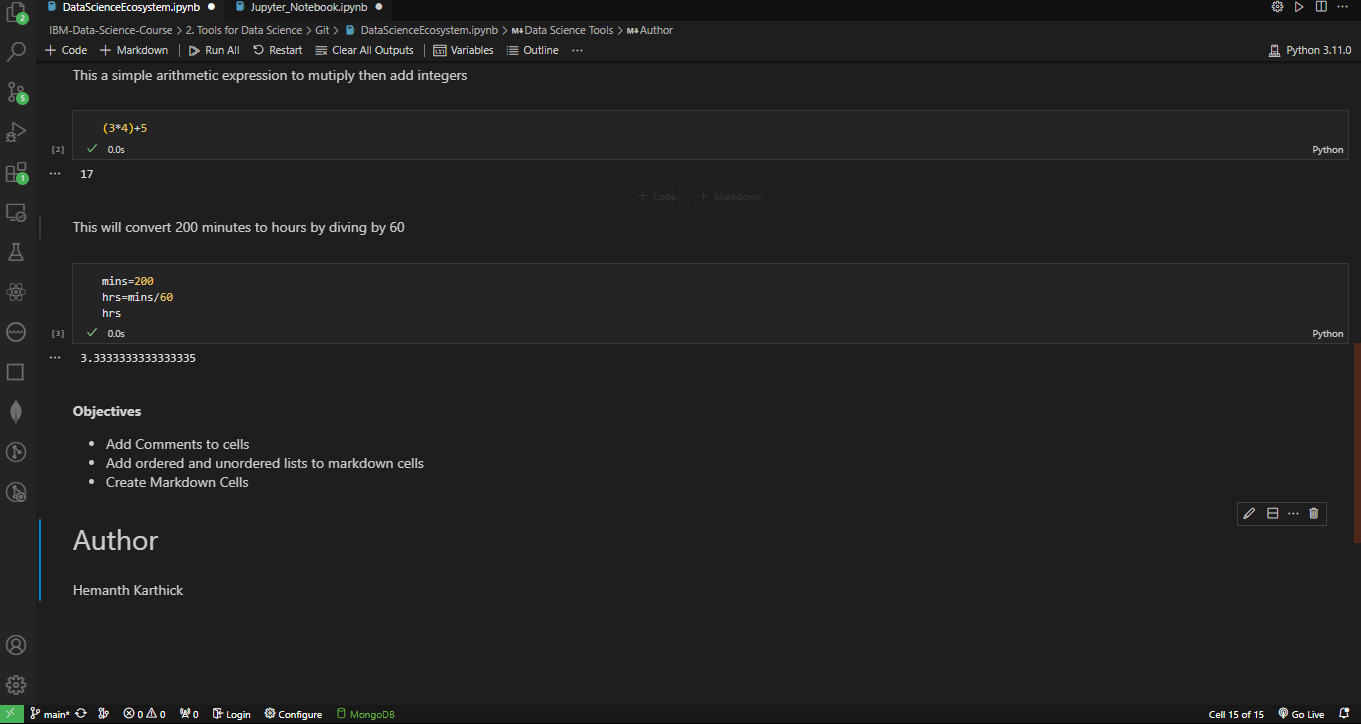 2
DataScienceEcosystem.ipynb Jupyter_Notebook.ipynb
IBM-Data-Science-Course > 2. Tools for Data Science > Git > DataScienceEcosystem.ipynb > M↓Data Science Tools > M↓Author
+ Code + Markdown Run All Restart Clear All Outputs Variables Outline ... Python 3.11.0
This a simple arithmetic expression to mutiply then add integers
5
(3*4)+5
[2] 0.0s Python
... 17
1
+ Code + Markdown
This will convert 200 minutes to hours by diving by 60
mins=200
hrs=mins/60
hrs
[3] 0.0s Python
... 3.3333333333333335
Objectives
• Add Comments to cells
• Add ordered and unordered lists to markdown cells
• Create Markdown Cells
Author
Hemanth Karthick
main* 0 0 0 Login Configure MongoDB Cell 15 of 15 Go Live